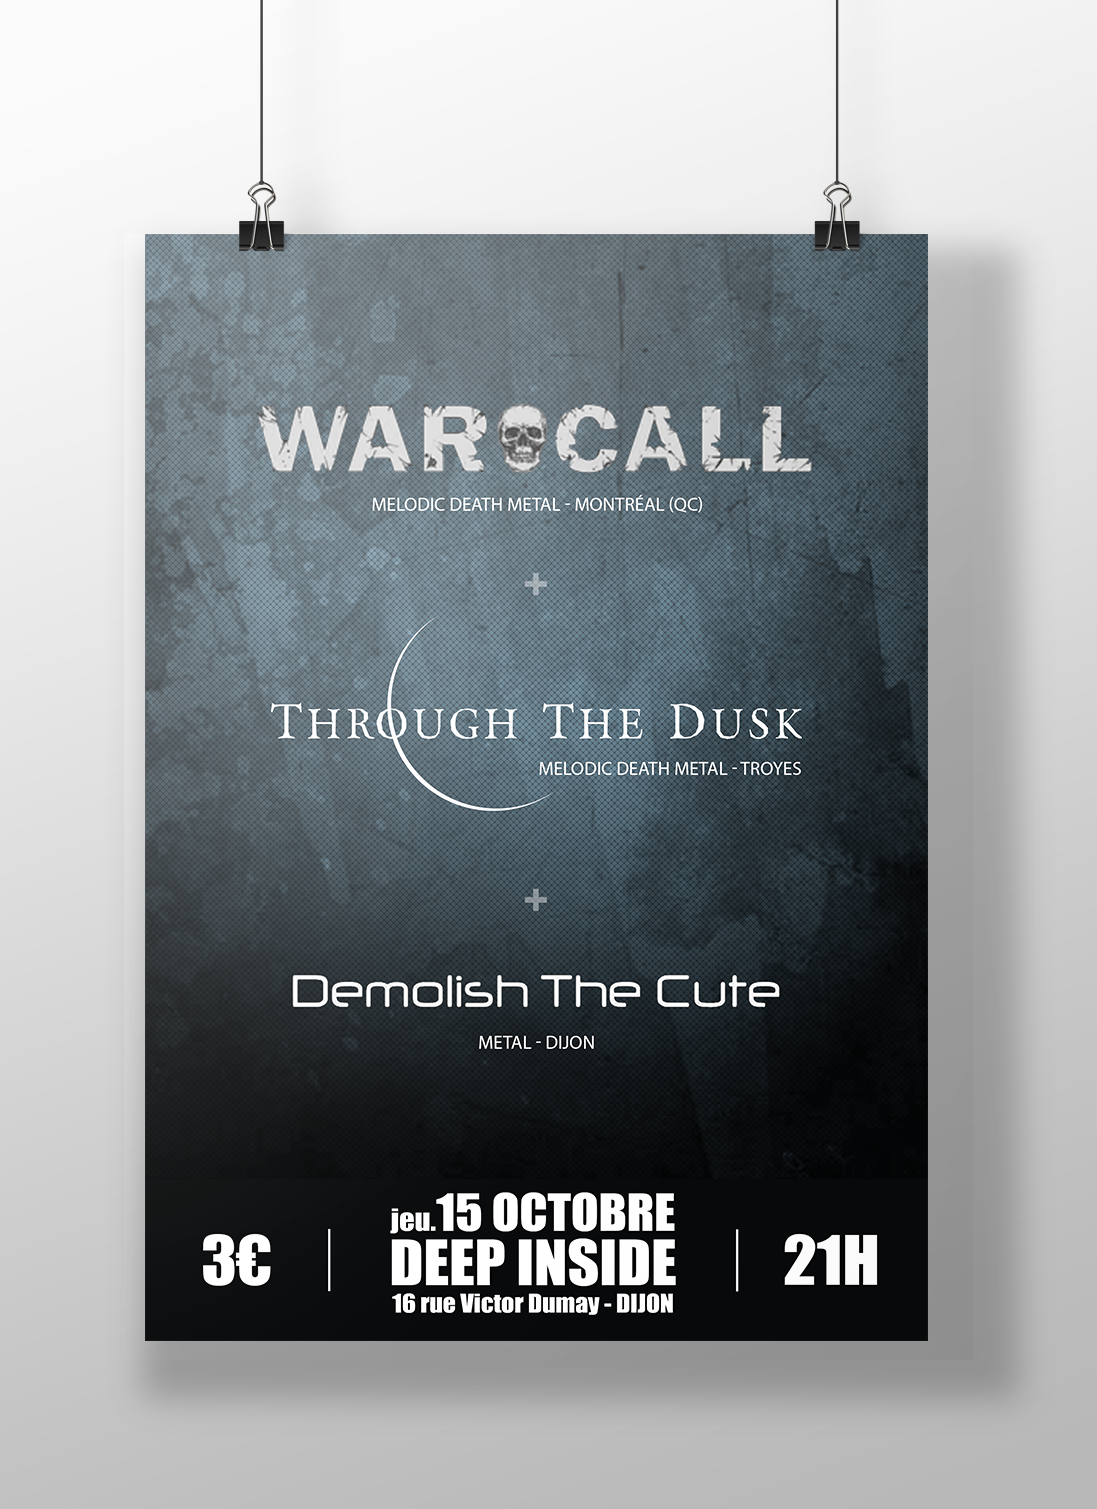 WAR CALL
MELODIC DEATH METAL - MONTRÉAL (QC)
+
THROUGH THE DUSK
MELODIC DEATH METAL - TROYES
+
Demolish The Cute
METAL - DIJON
jeu.15 OCTOBRE
3€ | DEEP INSIDE | 21H
16 rue Victor Dumay - DIJON